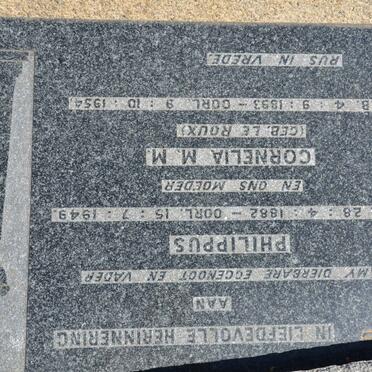 IN LIEFDEVOLLE HERINNERING
AAN
MY DIERBARE EGGENOOT EN VADER
PHILIPPUS
28 : 4 : 1882 – OORL. 15 : 7 : 1949
EN ONS MOEDER
CORNELIA M. M.
(GEB. LE ROUX)
B. 4 : 9 : 1893 – OORL. 9 : 10 : 1954
RUS IN VREDE.